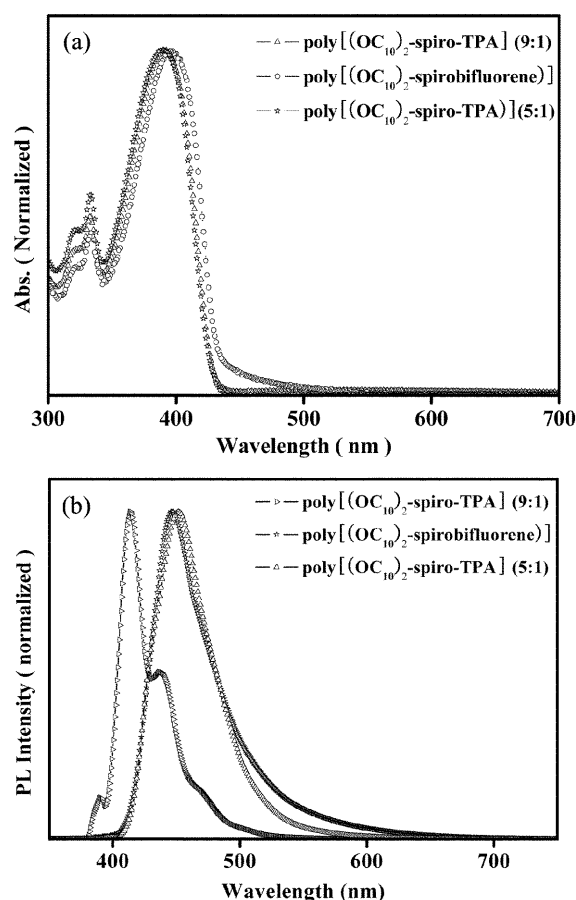 (a)
poly[(OC₁₀)₂-spiro-TPA] (9:1)
poly[(OC₁₀)₂-spirobifluorene)]
poly[(OC₁₀)₂-spiro-TPA)](5:1)
Abs. ( Normalized )
300 400 500 600 700
Wavelength ( nm )
(b)
poly[(OC₁₀)₂-spiro-TPA] (9:1)
poly[(OC₁₀)₂-spirobifluorene)]
poly[(OC₁₀)₂-spiro-TPA] (5:1)
PL Intensity ( normalized )
400 500 600 700
Wavelength (nm)